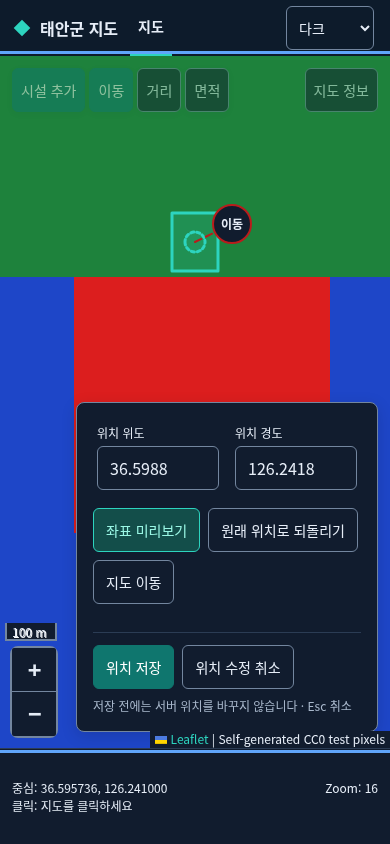 태안군 지도 지도 다크
시설 추가 이동 거리 면적 지도 정보
이동
위치 위도 위치 경도
36.5988 126.2418
좌표 미리보기 원래 위치로 되돌리기
지도 이동
100 m
+
위치 저장 위치 수정 취소
−
저장 전에는 서버 위치를 바꾸지 않습니다 · Esc 취소
Leaflet | Self-generated CC0 test pixels
중심: 36.595736, 126.241000 Zoom: 16
클릭: 지도를 클릭하세요